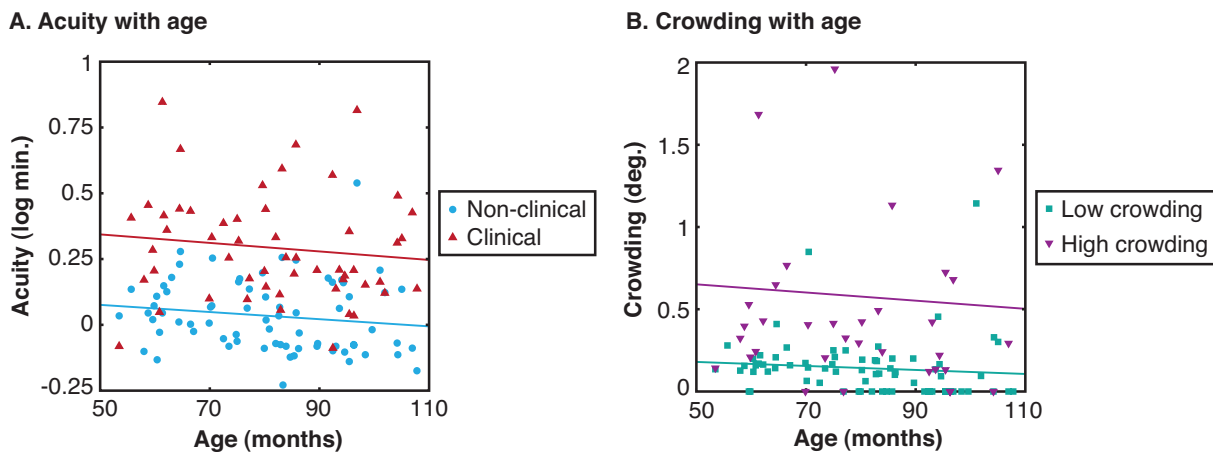 A. Acuity with age
1
0.75
0.5
0.25
0
-0.25
Acuity (log min.)
50 70 90 110
Age (months)
Non-clinical
Clinical
B. Crowding with age
2
1.5
1
0.5
0
Crowding (deg.)
50 70 90 110
Age (months)
Low crowding
High crowding